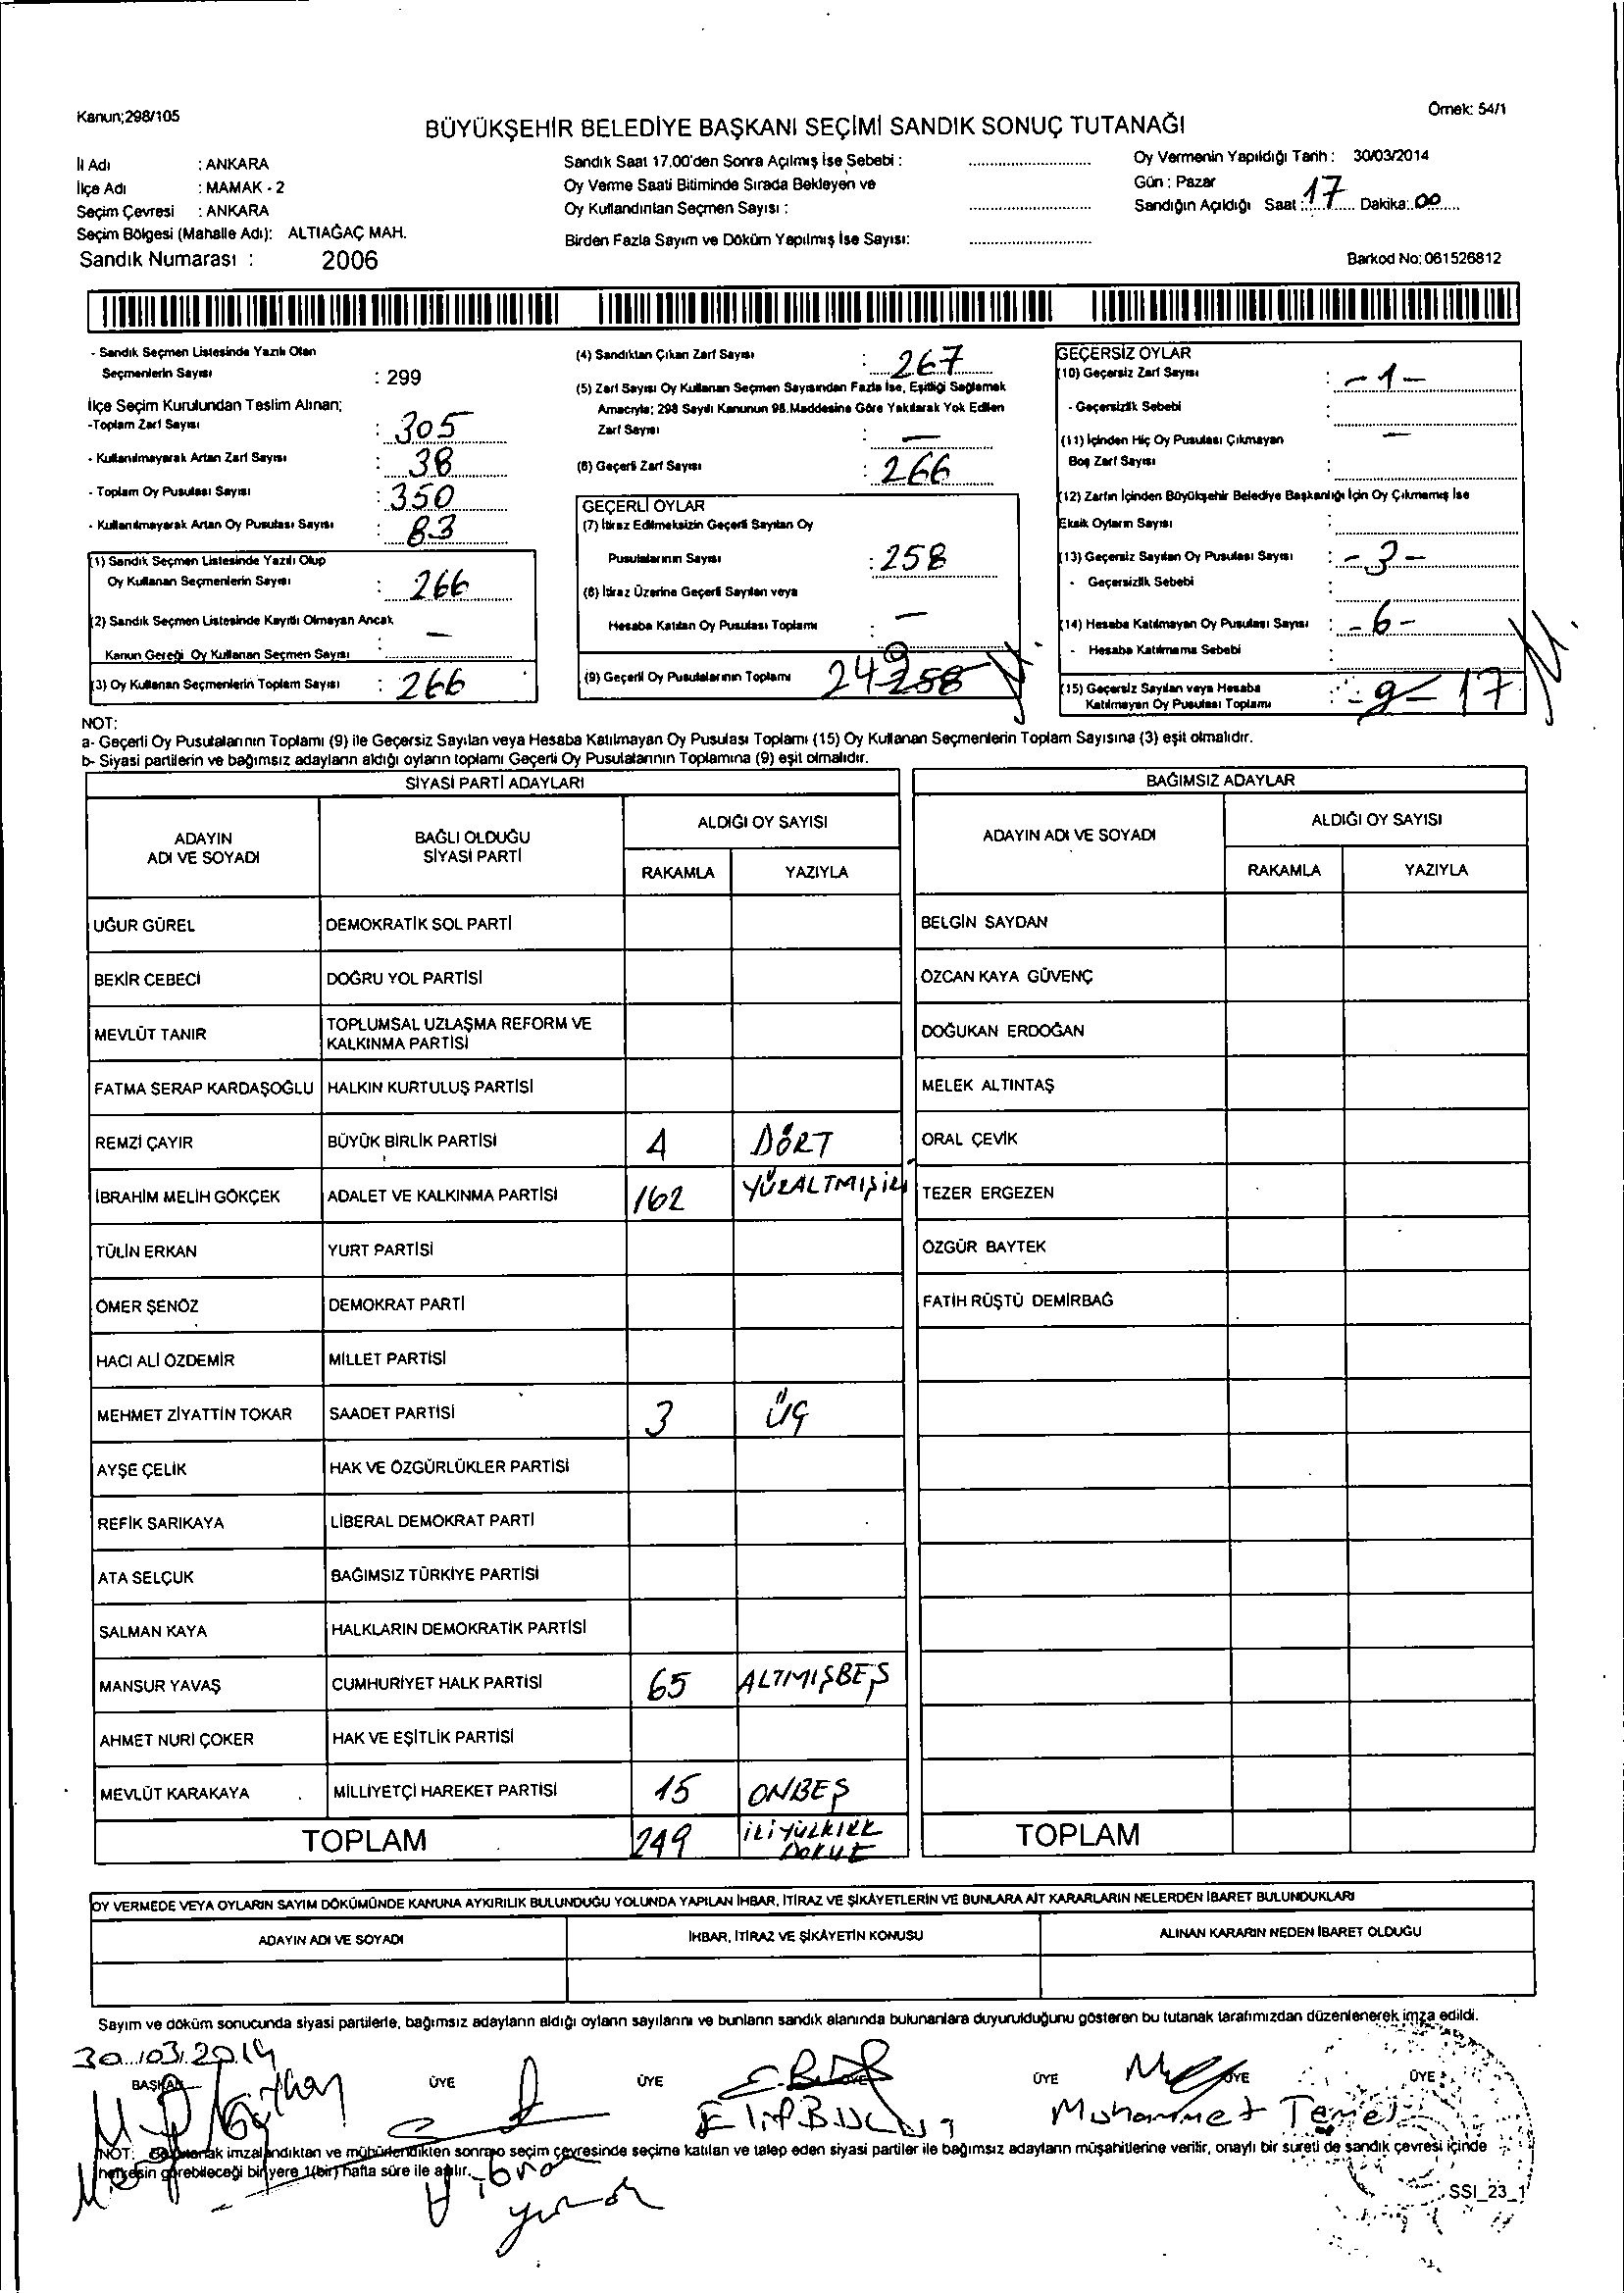 Kanun;298/105
Örnek: 54/1
BÜYÜKŞEHİR BELEDİYE BAŞKANI SEÇİMİ SANDIK SONUÇ TUTANAĞI
İl Adı : ANKARA
İlçe Adı : MAMAK - 2
Seçim Çevresi : ANKARA
Seçim Bölgesi (Mahalle Adı): ALTIAĞAÇ MAH.
Sandık Numarası : 2006
Sandık Saat 17.00'den Sonra Açılmış İse Sebebi :
Oy Verme Saati Bitiminde Sırada Bekleyen ve
Oy Kullandırılan Seçmen Sayısı :
Birden Fazla Sayım ve Döküm Yapılmış İse Sayısı:
Oy Vermenin Yapıldığı Tarih : 30/03/2014
Gün : Pazar
Sandığın Açıldığı Saat : 17 Dakika: 00
Barkod No: 061526812
- Sandık Seçmen Listesinde Yazılı Olan
Seçmenlerin Sayısı : 299
İlçe Seçim Kurulundan Teslim Alınan;
-Toplam Zarf Sayısı : 305
- Kullanılmayarak Artan Zarf Sayısı : 38
- Toplam Oy Pusulası Sayısı : 350
- Kullanılmayarak Artan Oy Pusulası Sayısı : 83
(1) Sandık Seçmen Listesinde Yazılı Olup
Oy Kullanan Seçmenlerin Sayısı : 266
(2) Sandık Seçmen Listesinde Kayıtlı Olmayan Ancak
Kanun Gereği Oy Kullanan Seçmen Sayısı : —
(3) Oy Kullanan Seçmenlerin Toplam Sayısı : 266
(4) Sandıktan Çıkan Zarf Sayısı : 267
(5) Zarf Sayısı Oy Kullanan Seçmen Sayısından Fazla İse, Eşitliği Sağlamak
Amacıyla; 298 Sayılı Kanunun 98.Maddesine Göre Yakılarak Yok Edilen
Zarf Sayısı : —
(6) Geçerli Zarf Sayısı : 266
GEÇERLİ OYLAR
(7) İtiraz Edilmeksizin Geçerli Sayılan Oy
Pusulalarının Sayısı : 258
(8) İtiraz Üzerine Geçerli Sayılan veya
Hesaba Katılan Oy Pusulası Toplamı : —
(9) Geçerli Oy Pusulalarının Toplamı 249 258
GEÇERSİZ OYLAR
(10) Geçersiz Zarf Sayısı : -1-
- Geçersizlik Sebebi :
(11) İçinden Hiç Oy Pusulası Çıkmayan —
Boş Zarf Sayısı :
(12) Zarfın İçinden Büyükşehir Belediye Başkanlığı İçin Oy Çıkmamış İse
Eksik Oyların Sayısı :
(13) Geçersiz Sayılan Oy Pusulası Sayısı : -3-
- Geçersizlik Sebebi :
(14) Hesaba Katılmayan Oy Pusulası Sayısı : -6-
- Hesaba Katılmama Sebebi :
(15) Geçersiz Sayılan veya Hesaba
Katılmayan Oy Pusulası Toplamı : -9- 17
NOT:
a- Geçerli Oy Pusulalarının Toplamı (9) ile Geçersiz Sayılan veya Hesaba Katılmayan Oy Pusulası Toplamı (15) Oy Kullanan Seçmenlerin Toplam Sayısına (3) eşit olmalıdır.
b- Siyasi partilerin ve bağımsız adayların aldığı oyların toplamı Geçerli Oy Pusulalarının Toplamına (9) eşit olmalıdır.
SİYASİ PARTİ ADAYLARI
ADAYIN ADI VE SOYADI
BAĞLI OLDUĞU SİYASİ PARTİ
ALDIĞI OY SAYISI
RAKAMLA YAZIYLA
UĞUR GÜREL DEMOKRATİK SOL PARTİ
BEKİR CEBECİ DOĞRU YOL PARTİSİ
MEVLÜT TANIR TOPLUMSAL UZLAŞMA REFORM VE
KALKINMA PARTİSİ
FATMA SERAP KARDAŞOĞLU HALKIN KURTULUŞ PARTİSİ
REMZİ ÇAYIR BÜYÜK BİRLİK PARTİSİ 4 DÖRT
İBRAHİM MELİH GÖKÇEK ADALET VE KALKINMA PARTİSİ 162 YÜZALTMIŞİKİ
TÜLİN ERKAN YURT PARTİSİ
ÖMER ŞENÖZ DEMOKRAT PARTİ
HACI ALİ ÖZDEMİR MİLLET PARTİSİ
MEHMET ZİYATTİN TOKAR SAADET PARTİSİ 3 ÜÇ
AYŞE ÇELİK HAK VE ÖZGÜRLÜKLER PARTİSİ
REFİK SARIKAYA LİBERAL DEMOKRAT PARTİ
ATA SELÇUK BAĞIMSIZ TÜRKİYE PARTİSİ
SALMAN KAYA HALKLARIN DEMOKRATİK PARTİSİ
MANSUR YAVAŞ CUMHURİYET HALK PARTİSİ 65 ALTMIŞBEŞ
AHMET NURİ ÇOKER HAK VE EŞİTLİK PARTİSİ
MEVLÜT KARAKAYA MİLLİYETÇİ HAREKET PARTİSİ 15 ONBEŞ
TOPLAM 249 İKİYÜZKIRK
DOKUZ
BAĞIMSIZ ADAYLAR
ADAYIN ADI VE SOYADI
ALDIĞI OY SAYISI
RAKAMLA YAZIYLA
BELGİN SAYDAN
ÖZCAN KAYA GÜVENÇ
DOĞUKAN ERDOĞAN
MELEK ALTINTAŞ
ORAL ÇEVİK
TEZER ERGEZEN
ÖZGÜR BAYTEK
FATİH RÜŞTÜ DEMİRBAĞ
TOPLAM
OY VERMEDE VEYA OYLARIN SAYIM DÖKÜMÜNDE KANUNA AYKIRILIK BULUNDUĞU YOLUNDA YAPILAN İHBAR, İTİRAZ VE ŞİKÂYETLERİN VE BUNLARA AİT KARARLARIN NELERDEN İBARET BULUNDUKLARI
ADAYIN ADI VE SOYADI İHBAR, İTİRAZ VE ŞİKÂYETİN KONUSU ALINAN KARARIN NEDEN İBARET OLDUĞU
Sayım ve döküm sonucunda siyasi partilerle, bağımsız adayların aldığı oyların sayılarını ve bunların sandık alanında bulunanlara duyurulduğunu gösteren bu tutanak tarafımızdan düzenlenerek imza edildi.
30.03.2014
BAŞKAN ÜYE ÜYE ÜYE ÜYE ÜYE ÜYE
Muhammet Temel
NOT: Bu tutanak imzalandıktan ve mühürlendikten sonra o seçim çevresinde seçime katılan ve talep eden siyasi partiler ile bağımsız adayların müşahitlerine verilir, onaylı bir sureti de sandık çevresi içinde
herkesin görebileceği bir yere 1(bir) hafta süre ile asılır.
SSI_23_1